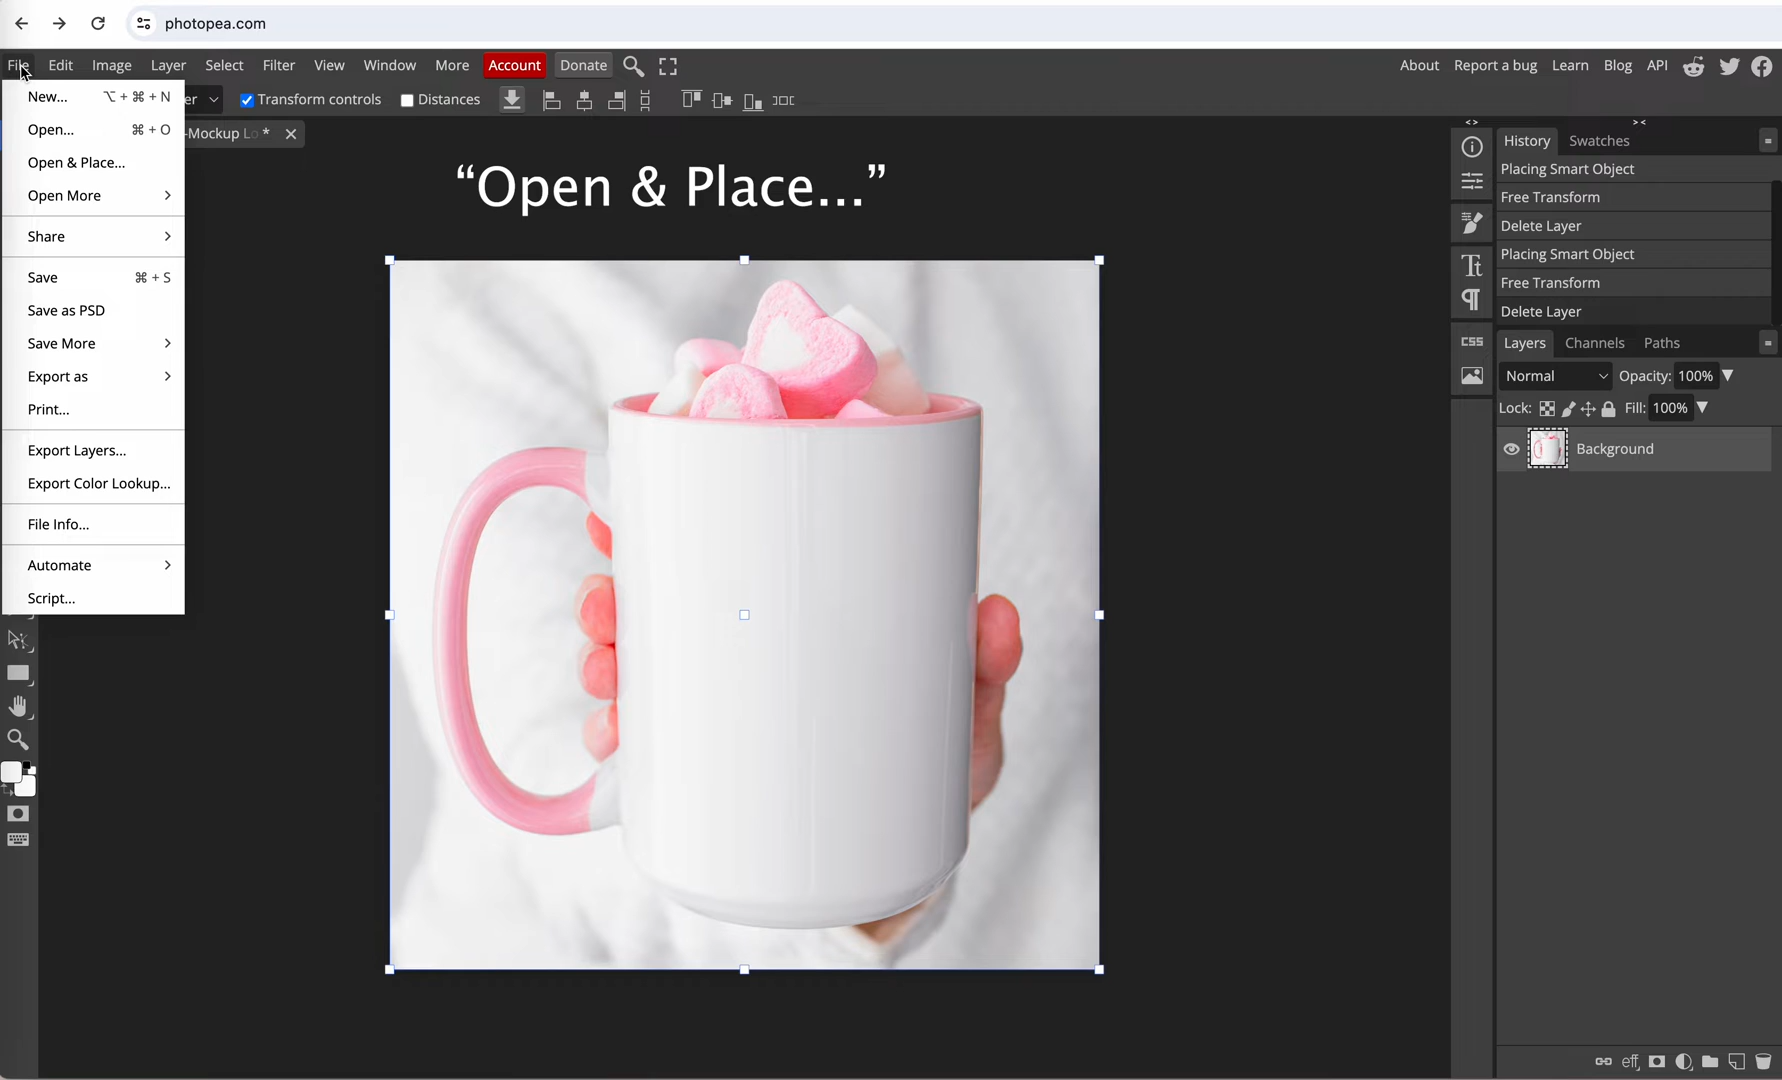 photopea.com
File Edit Image Layer Select Filter View Window More Account Donate About Report a bug Learn Blog API
er Transform controls Distances
-Mockup Lo *
New... ⌥ + ⌘ + N
Open... ⌘ + O
Open & Place...
Open More
Share
Save ⌘ + S
Save as PSD
Save More
Export as
Print...
Export Layers...
Export Color Lookup...
File Info...
Automate
Script...
“Open & Place...”
History Swatches
Placing Smart Object
Free Transform
Delete Layer
Placing Smart Object
Free Transform
Delete Layer
CSS
Layers Channels Paths
Normal Opacity: 100%
Lock: Fill: 100%
Background
eff